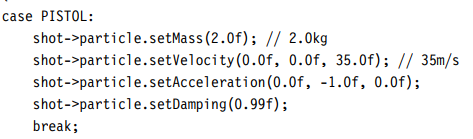 case PISTOL:
    shot->particle.setMass(2.0f); // 2.0kg
    shot->particle.setVelocity(0.0f, 0.0f, 35.0f); // 35m/s
    shot->particle.setAcceleration(0.0f, -1.0f, 0.0f);
    shot->particle.setDamping(0.99f);
    break;